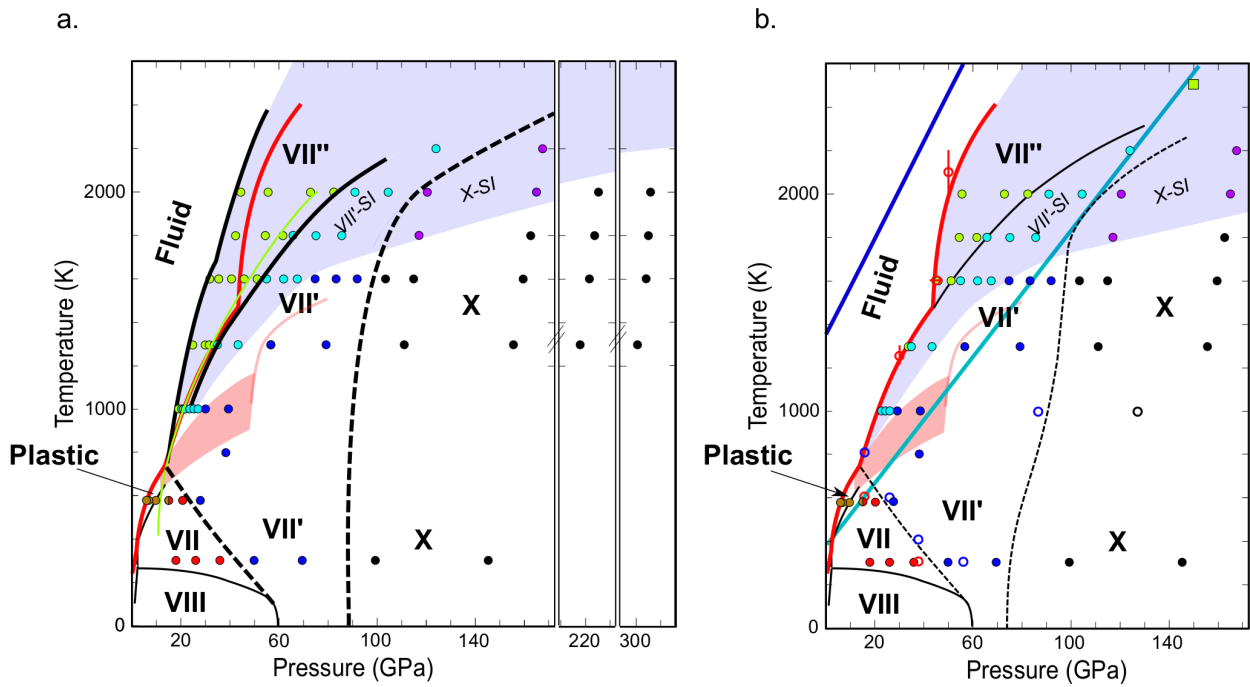 a.
b.
VII"
VII'-SI
X-SI
2000
Fluid
Temperature (K)
VII'
X
1000
Plastic
VII
VII'
X
VIII
0
20
60
100
140
220
300
Pressure (GPa)
VII"
VII'-SI
X-SI
2000
Fluid
Temperature (K)
VII'
X
1000
Plastic
VII
VII'
X
VIII
0
20
60
100
140
Pressure (GPa)